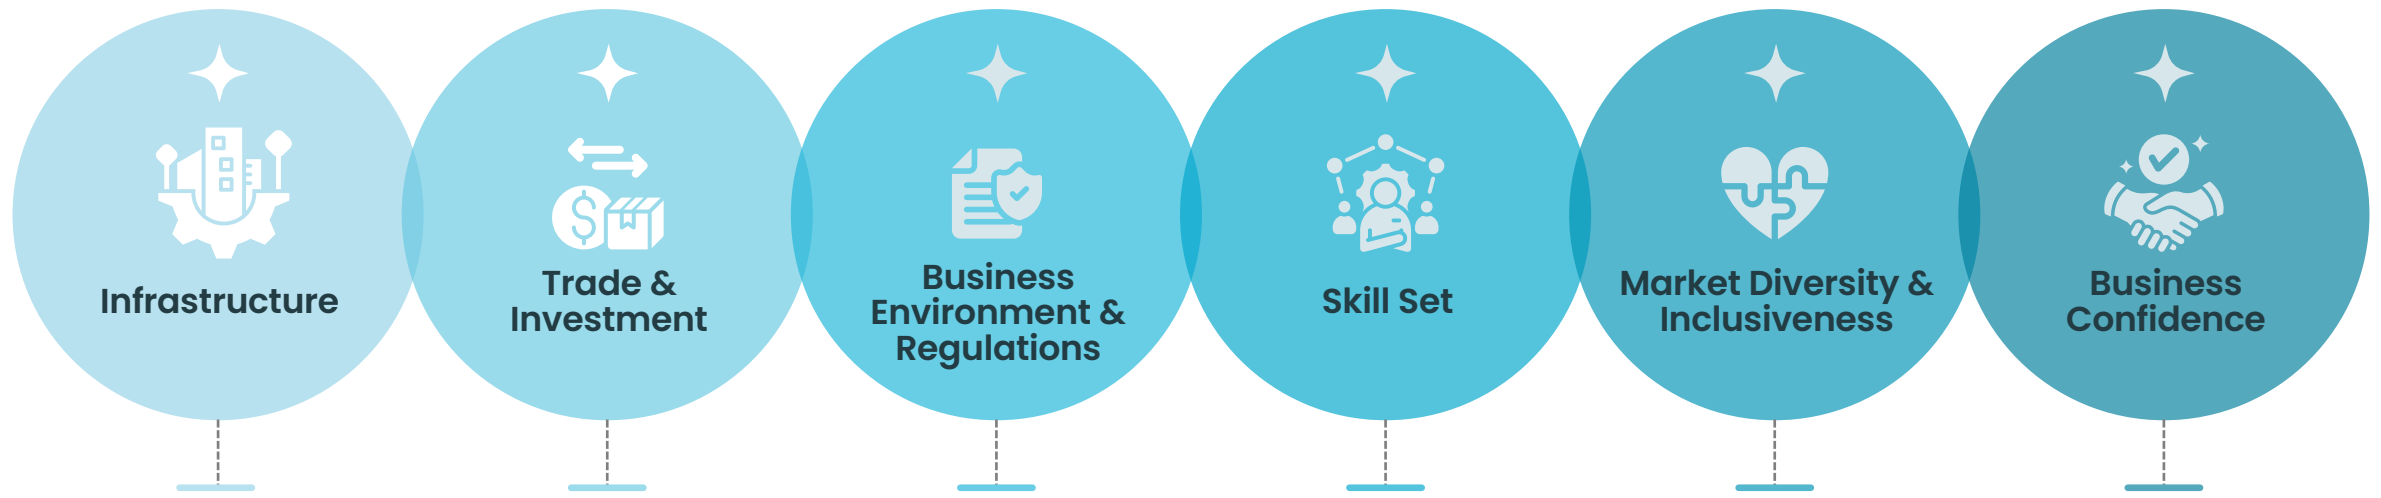 Infrastructure
Trade &
Investment
Business
Environment &
Regulations
Skill Set
Market Diversity &
Inclusiveness
Business
Confidence